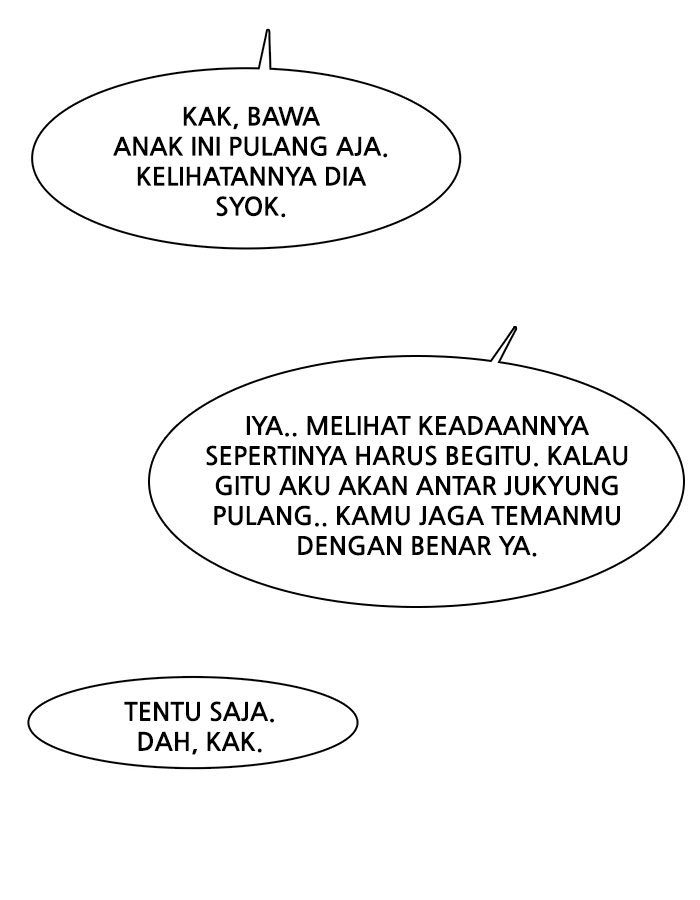 KAK, BAWA
ANAK INI PULANG AJA.
KELIHATANNYA DIA
SYOK.
IYA.. MELIHAT KEADAANNYA
SEPERTINYA HARUS BEGITU. KALAU
GITU AKU AKAN ANTAR JUKYUNG
PULANG.. KAMU JAGA TEMANMU
DENGAN BENAR YA.
TENTU SAJA.
DAH, KAK.